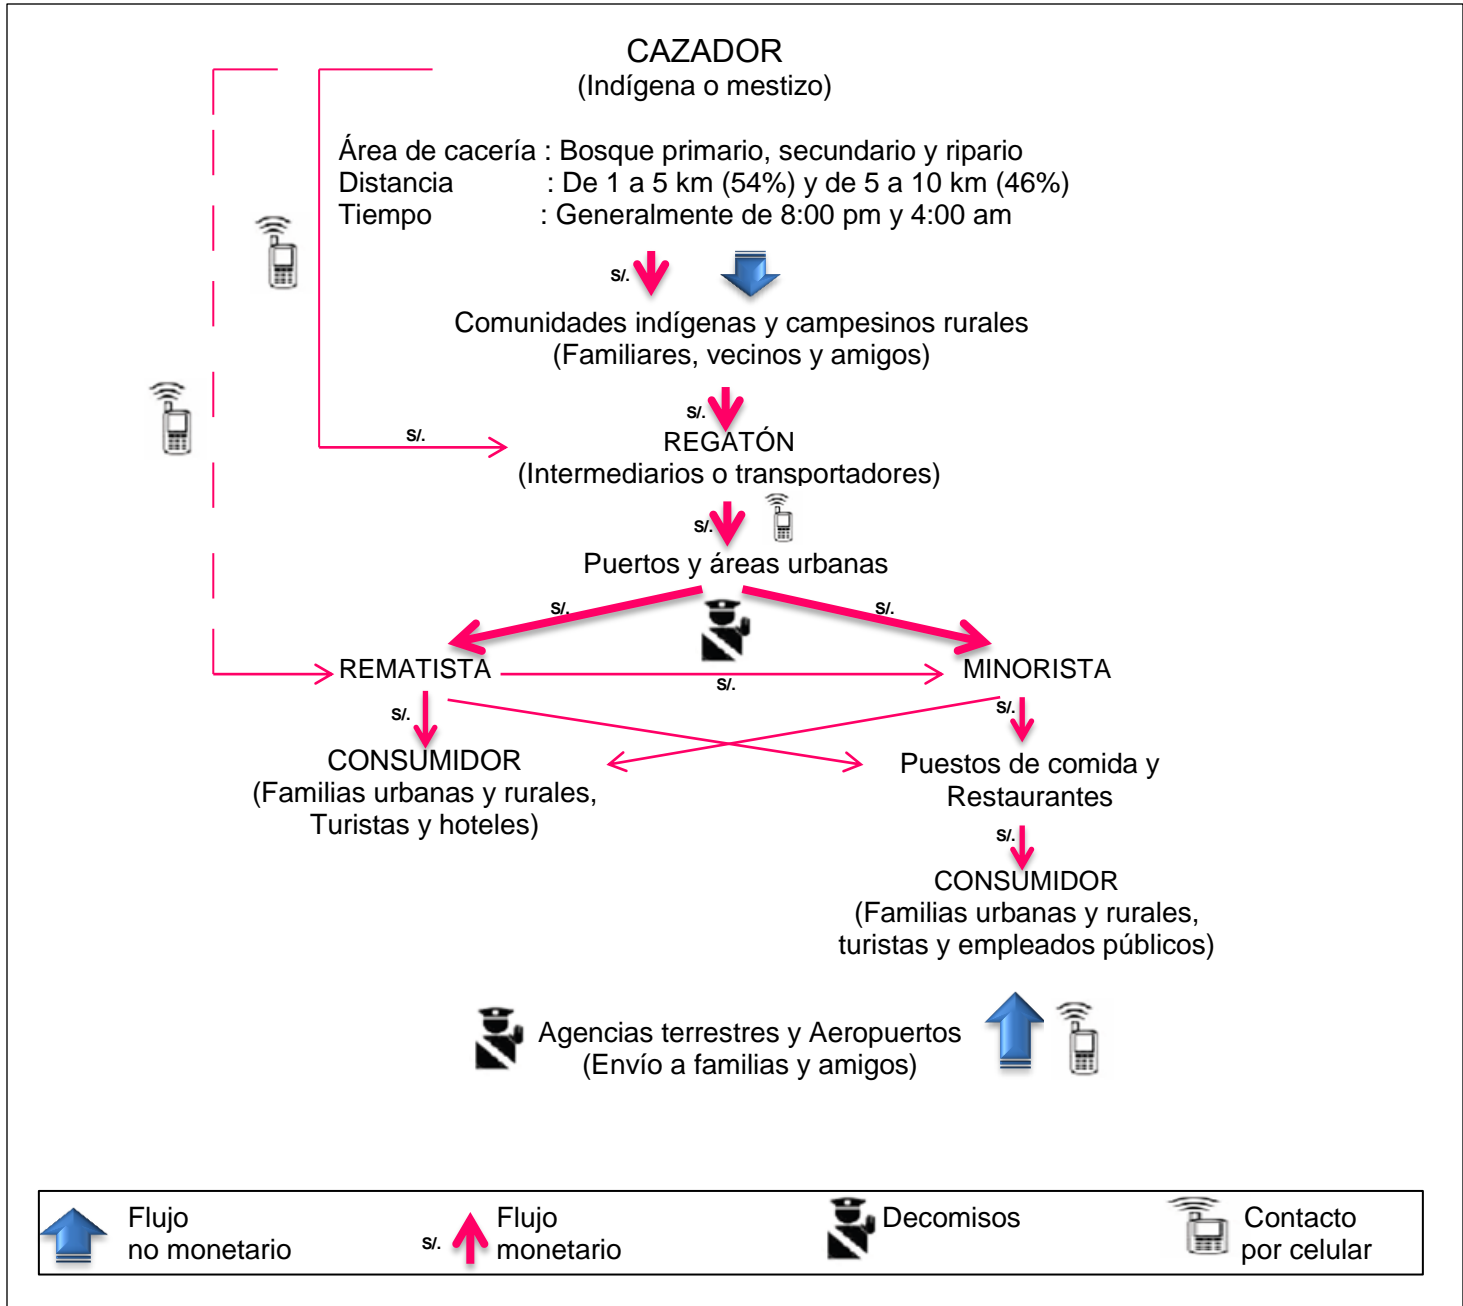 CAZADOR
(Indígena o mestizo)
Área de cacería : Bosque primario, secundario y ripario
Distancia : De 1 a 5 km (54%) y de 5 a 10 km (46%)
Tiempo : Generalmente de 8:00 pm y 4:00 am
S/.
Comunidades indígenas y campesinos rurales
(Familiares, vecinos y amigos)
S/.
S/.
REGATÓN
(Intermediarios o transportadores)
S/.
Puertos y áreas urbanas
S/.
S/.
REMATISTA
MINORISTA
S/.
S/.
S/.
CONSUMIDOR
(Familias urbanas y rurales,
Turistas y hoteles)
Puestos de comida y
Restaurantes
S/.
CONSUMIDOR
(Familias urbanas y rurales,
turistas y empleados públicos)
Agencias terrestres y Aeropuertos
(Envío a familias y amigos)
Flujo
no monetario
S/.
Flujo
monetario
Decomisos
Contacto
por celular